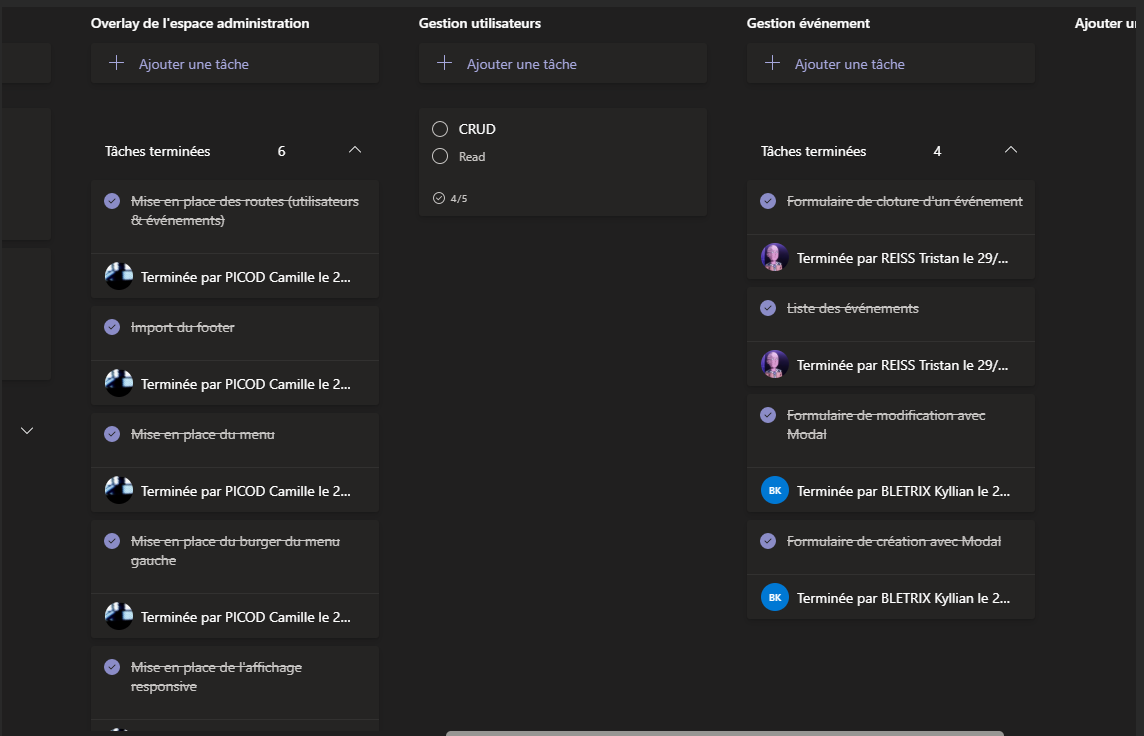 Overlay de l'espace administration
Ajouter une tâche
Tâches terminées 6
Mise en place des routes (utilisateurs
& événements)
Terminée par PICOD Camille le 2...
Import du footer
Terminée par PICOD Camille le 2...
Mise en place du menu
Terminée par PICOD Camille le 2...
Mise en place du burger du menu
gauche
Terminée par PICOD Camille le 2...
Mise en place de l'affichage
responsive
Gestion utilisateurs
Ajouter une tâche
CRUD
Read
4/5
Gestion événement
Ajouter une tâche
Tâches terminées 4
Formulaire de cloture d'un événement
Terminée par REISS Tristan le 29/...
Liste des événements
Terminée par REISS Tristan le 29/...
Formulaire de modification avec
Modal
BK Terminée par BLETRIX Kyllian le 2...
Formulaire de création avec Modal
BK Terminée par BLETRIX Kyllian le 2...
Ajouter